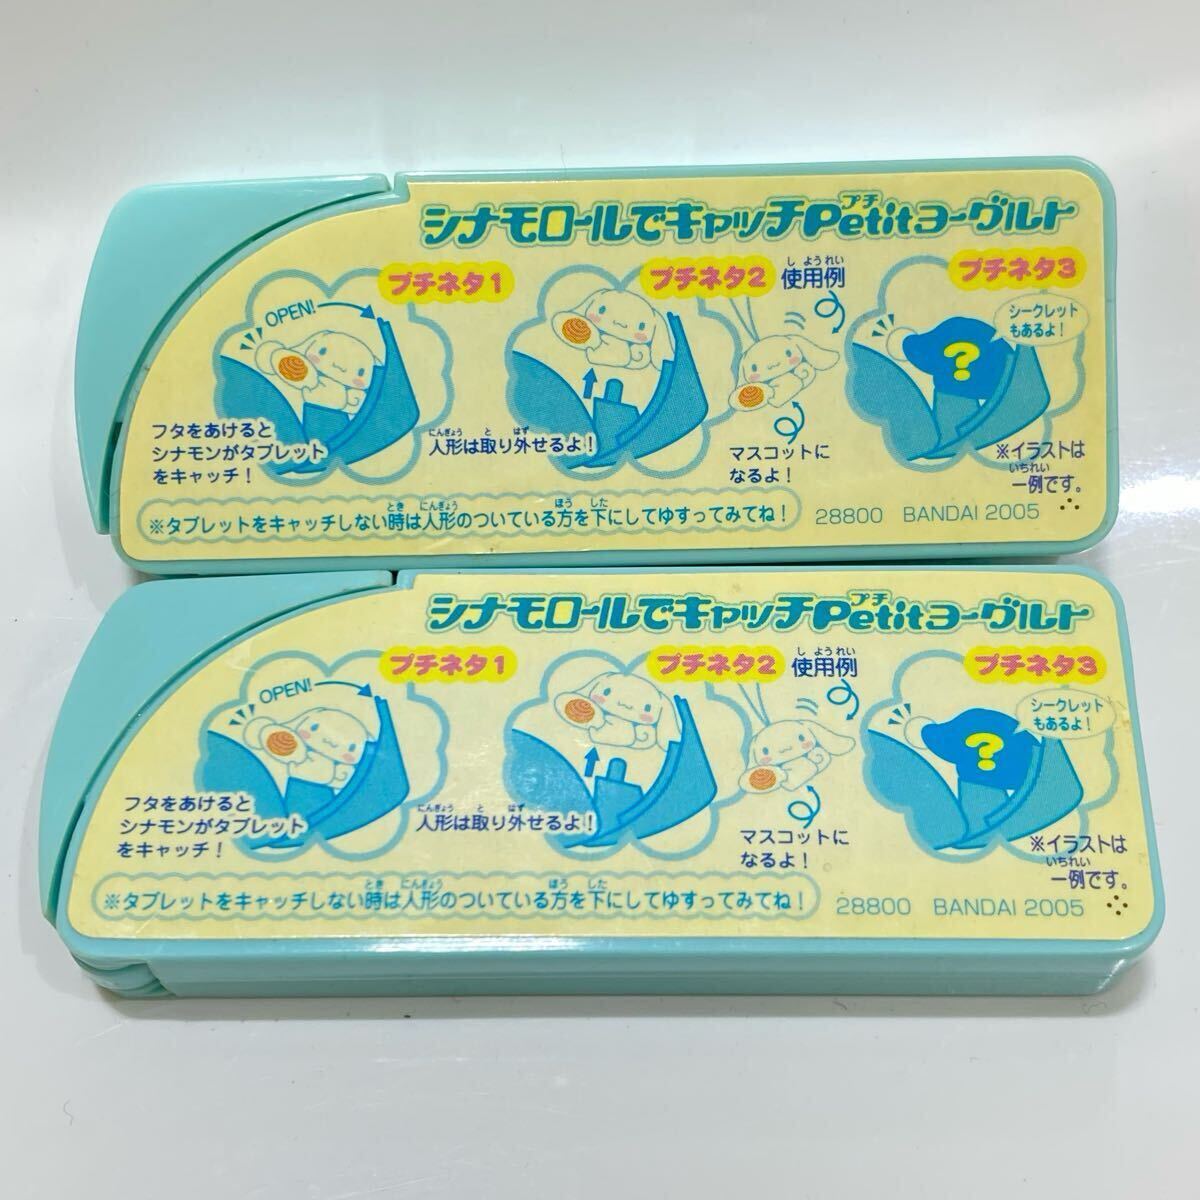 シナモロールでキャッチPetitヨーグルト
プチ
プチネタ1
プチネタ2
使用例
しようれい
プチネタ3
OPEN!
シークレット
もあるよ!
?
フタをあけると
シナモンがタブレット
をキャッチ!
にんぎょう と はず
人形は取り外せるよ!
マスコットに
なるよ!
※イラストは
いちれい
一例です。
とき にんぎょう ほう した
※タブレットをキャッチしない時は人形のついている方を下にしてゆすってみてね!
28800 BANDAI 2005
シナモロールでキャッチPetitヨーグルト
プチ
プチネタ1
プチネタ2
使用例
しようれい
プチネタ3
OPEN!
シークレット
もあるよ!
?
フタをあけると
シナモンがタブレット
をキャッチ!
にんぎょう と はず
人形は取り外せるよ!
マスコットに
なるよ!
※イラストは
いちれい
一例です。
とき にんぎょう ほう した
※タブレットをキャッチしない時は人形のついている方を下にしてゆすってみてね!
28800 BANDAI 2005